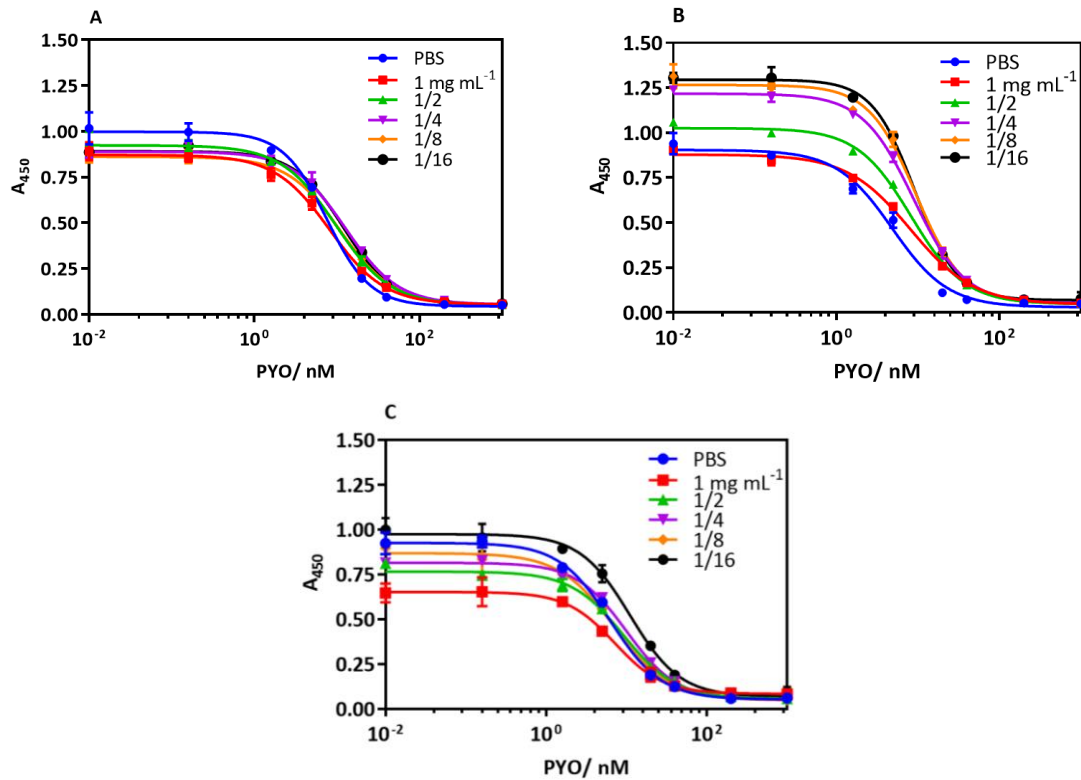 A
1.50
1.25
1.00
0.75
0.50
0.25
0.00
A₄₅₀
10⁻²
10⁰
10²
PYO/ nM
PBS
1 mg mL⁻¹
1/2
1/4
1/8
1/16
B
1.50
1.25
1.00
0.75
0.50
0.25
0.00
A₄₅₀
10⁻²
10⁰
10²
PYO/ nM
PBS
1 mg mL⁻¹
1/2
1/4
1/8
1/16
C
1.50
1.25
1.00
0.75
0.50
0.25
0.00
A₄₅₀
10⁻²
10⁰
10²
PYO/ nM
PBS
1 mg mL⁻¹
1/2
1/4
1/8
1/16